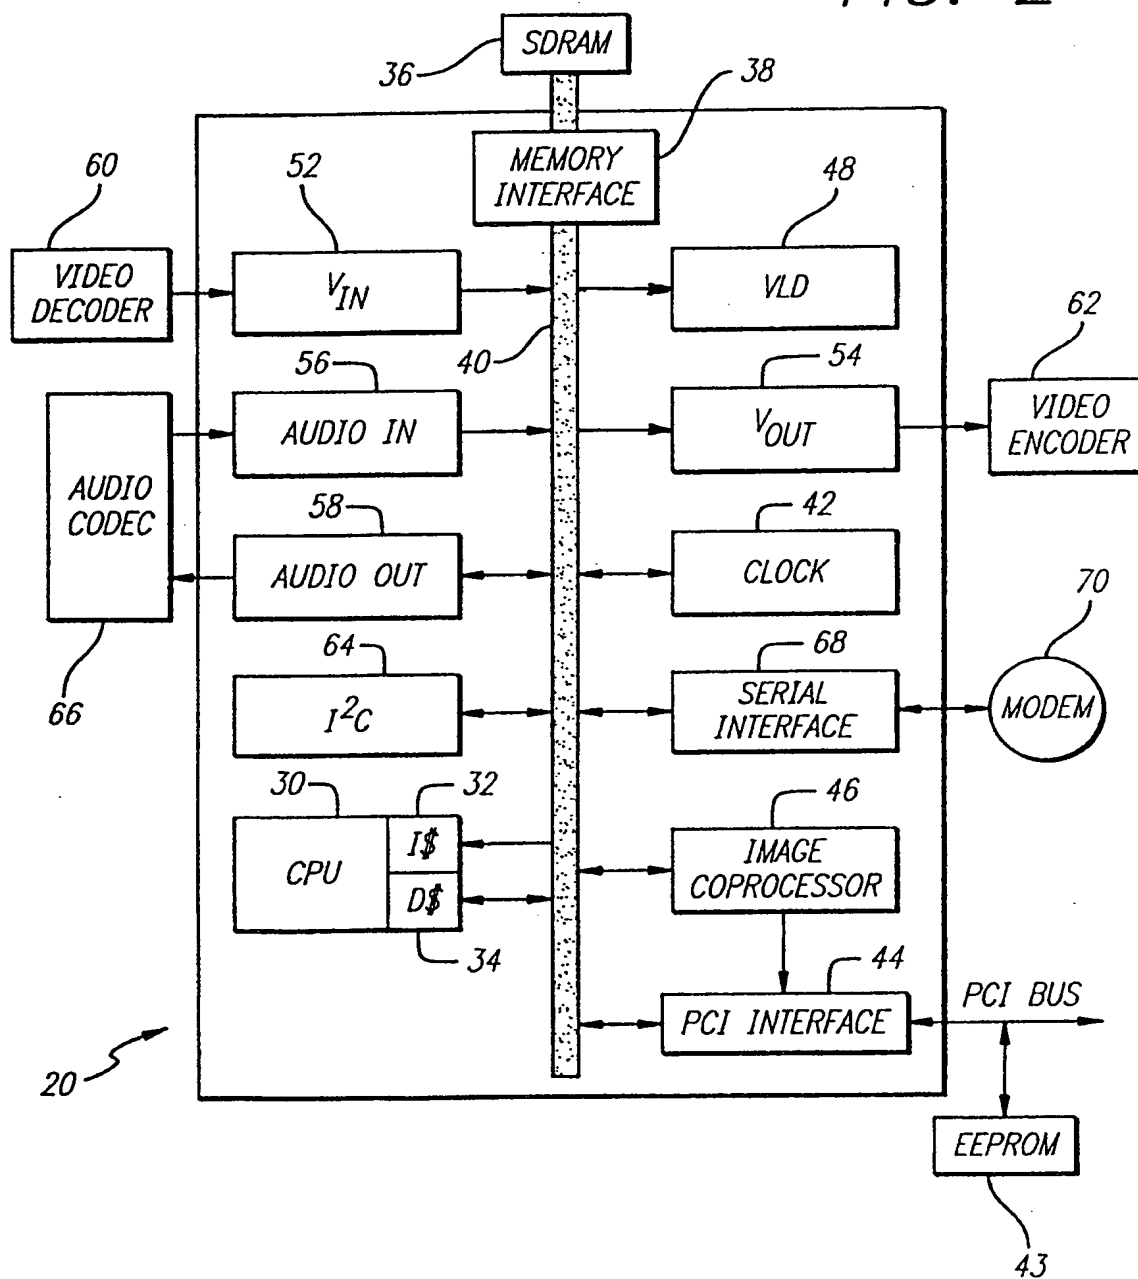 SDRAM
36
38
MEMORY
INTERFACE
60
52
48
VIDEO
DECODER
V_IN
VLD
40
62
56
54
AUDIO IN
V_OUT
VIDEO
ENCODER
AUDIO
CODEC
58
42
AUDIO OUT
CLOCK
70
66
64
68
I²C
SERIAL
INTERFACE
MODEM
30
32
46
CPU
I$
D$
IMAGE
COPROCESSOR
34
44
PCI INTERFACE
PCI BUS
20
EEPROM
43